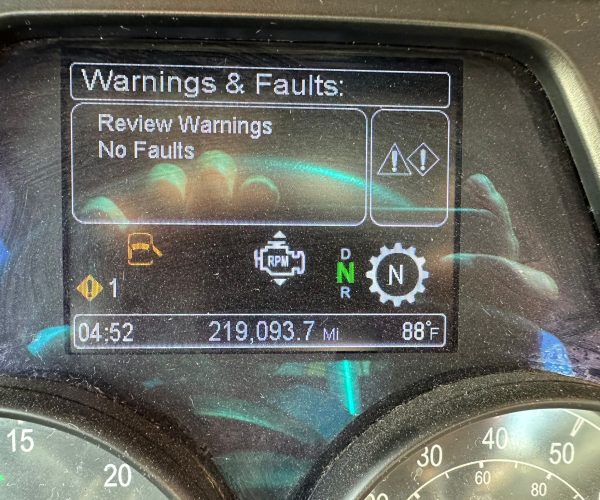 Warnings & Faults:
Review Warnings
No Faults
RPM
D
N
R
N
1
04:52 219,093.7 Mi 88°F
15
20
30
40
50
60
80